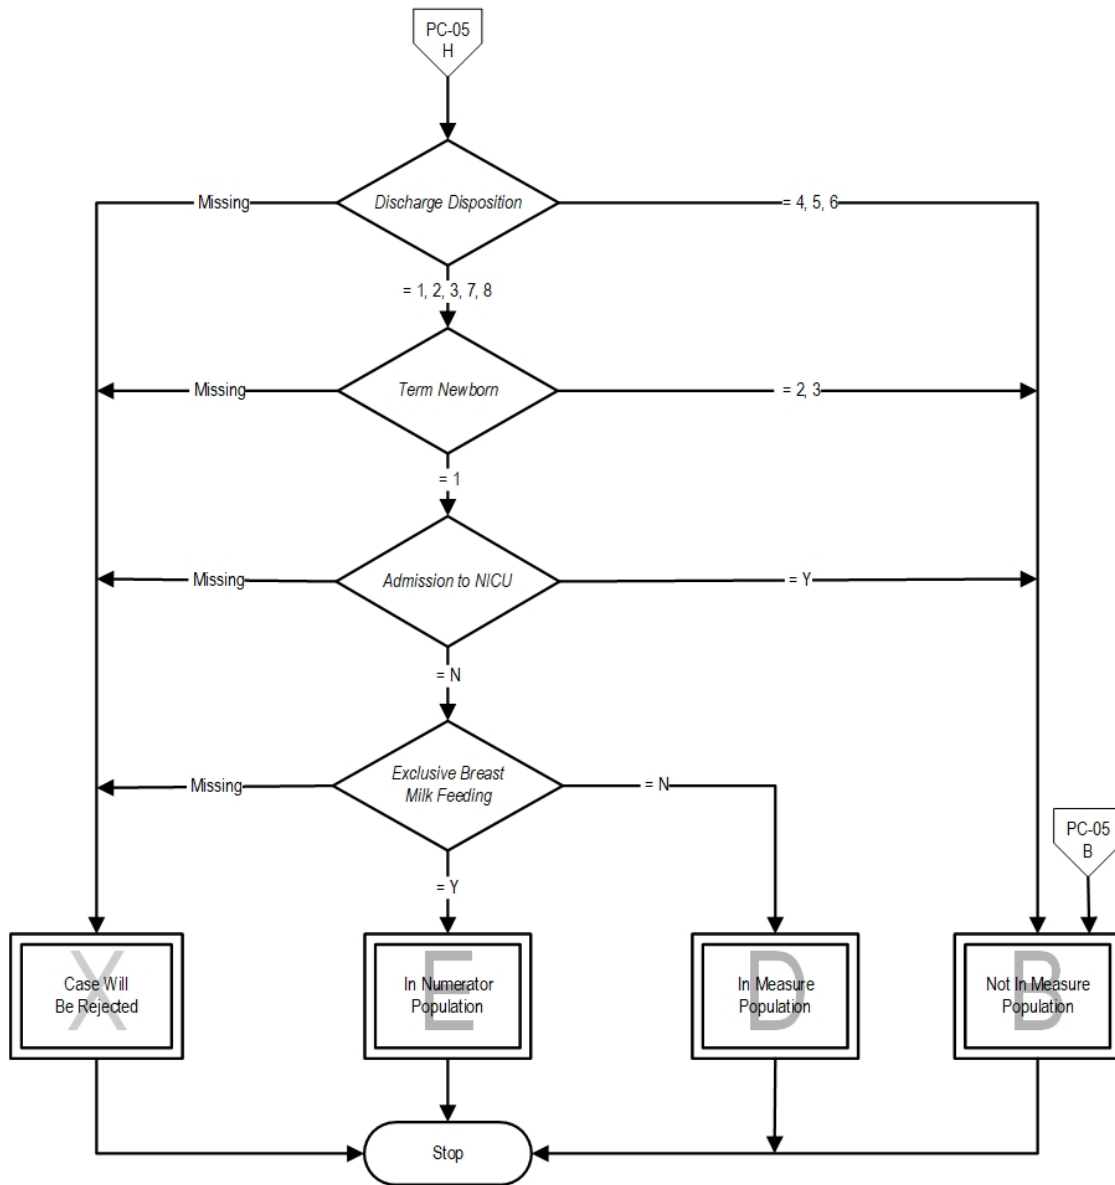 PC-05
H
Discharge Disposition
Missing
= 4, 5, 6
= 1, 2, 3, 7, 8
Term Newborn
Missing
= 2, 3
= 1
Admission to NICU
Missing
= Y
= N
Exclusive Breast
Milk Feeding
Missing
= N
= Y
PC-05
B
X
Case Will
Be Rejected
E
In Numerator
Population
D
In Measure
Population
B
Not In Measure
Population
Stop